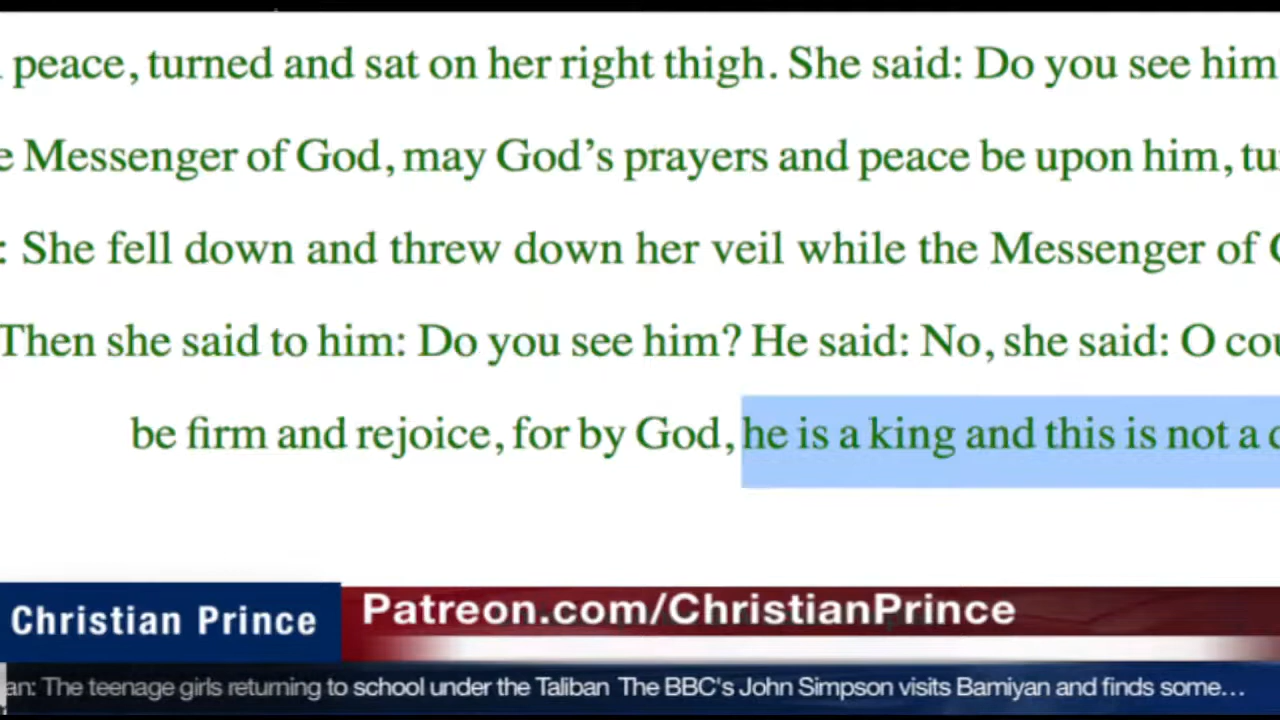 peace, turned and sat on her right thigh. She said: Do you see him
Messenger of God, may God’s prayers and peace be upon him,
: She fell down and threw down her veil while the Messenger of
Then she said to him: Do you see him? He said: No, she said: O
be firm and rejoice, for by God, he is a king and this is not a
Christian Prince
Patreon.com/ChristianPrince
an: The teenage girls returning to school under the Taliban The BBC's John Simpson visits Bamiyan and finds some...